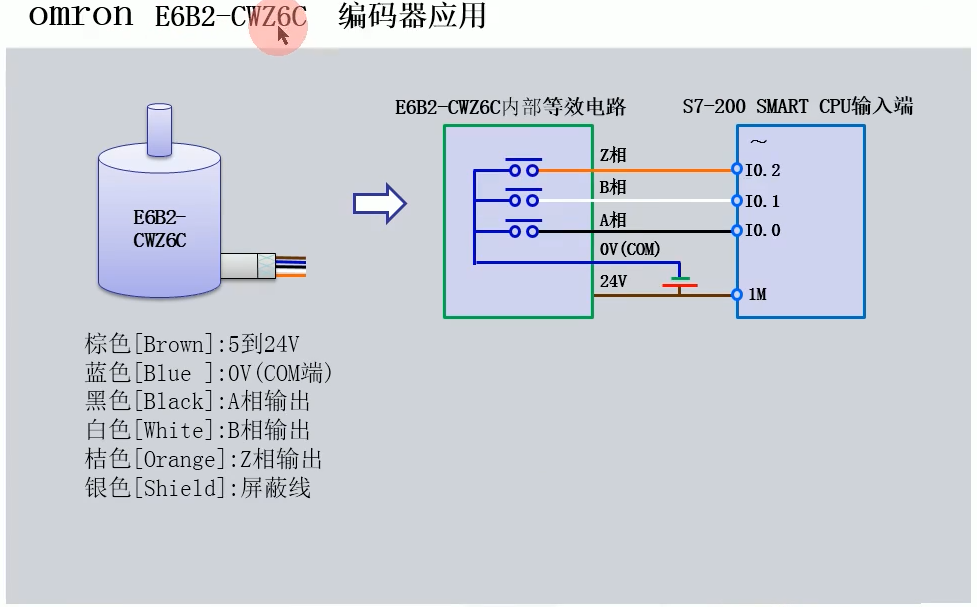 omron E6B2-CWZ6C 编码器应用
E6B2-CWZ6C内部等效电路
S7-200 SMART CPU输入端
E6B2-
CWZ6C
Z相
B相
A相
0V(COM)
24V
~
I0.2
I0.1
I0.0
1M
棕色[Brown]:5到24V
蓝色[Blue ]:0V(COM端)
黑色[Black]:A相输出
白色[White]:B相输出
桔色[Orange]:Z相输出
银色[Shield]:屏蔽线